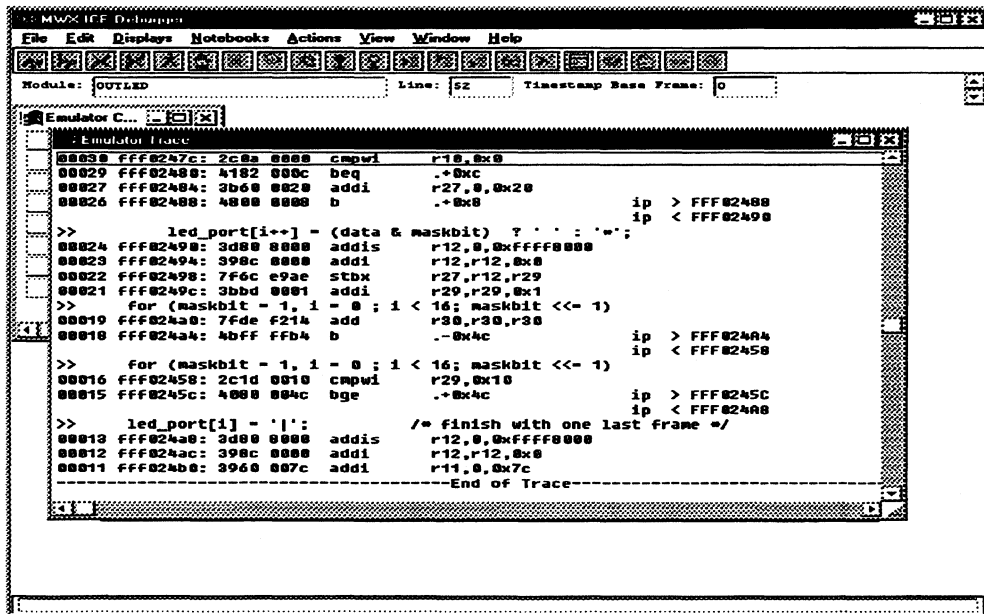 MWX-ICE Debugger
File Edit Displays Notebooks Actions View Window Help
Module: OUTLED Line: 52 Timestamp Base Frame: 0
Emulator C...
Emulator Trace
00030 fff0247c: 2c0a 0000 cmpwi r10,0x0
00029 fff02480: 4182 000c beq .+0xc
00027 fff02484: 3b60 0020 addi r27,0,0x20
00026 fff02488: 4800 0008 b .+0x8 ip > FFF02488
ip < FFF02490
>> led_port[i++] = (data & maskbit) ? ' ' : '*';
00024 fff02490: 3d80 8000 addis r12,0,0xffff8000
00023 fff02494: 398c 0000 addi r12,r12,0x0
00022 fff02498: 7f6c e9ae stbx r27,r12,r29
00021 fff0249c: 3bbd 0001 addi r29,r29,0x1
>> for (maskbit = 1, i = 0 ; i < 16; maskbit <<= 1)
00019 fff024a0: 7fde f214 add r30,r30,r30
00018 fff024a4: 4bff ffb4 b .-0x4c ip > FFF024A4
ip < FFF02458
>> for (maskbit = 1, i = 0 ; i < 16; maskbit <<= 1)
00016 fff02458: 2c1d 0010 cmpwi r29,0x10
00015 fff0245c: 4080 004c bge .+0x4c ip > FFF0245C
ip < FFF024A8
>> led_port[i] = '|'; /* finish with one last frame */
00013 fff024a8: 3d80 8000 addis r12,0,0xffff8000
00012 fff024ac: 398c 0000 addi r12,r12,0x0
00011 fff024b0: 3960 007c addi r11,0,0x7c
----------------------------------------End of Trace--------------------------------